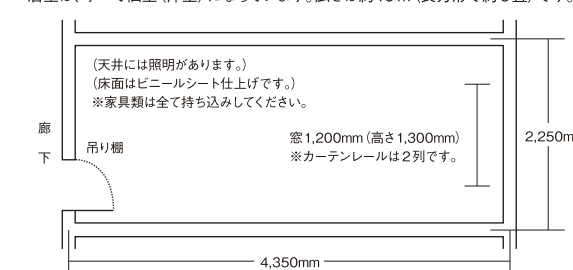 （天井には照明があります。）
（床面はビニールシート仕上げです。）
※家具類は全て持ち込みしてください。
廊下
吊り棚
窓1,200mm（高さ1,300mm）
※カーテンレールは２列です。
2,250m
4,350mm